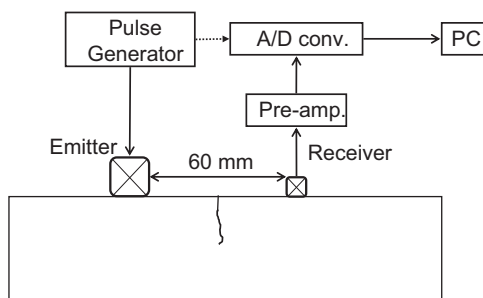 Pulse
Generator
A/D conv.
PC
Pre-amp.
Emitter
60 mm
Receiver